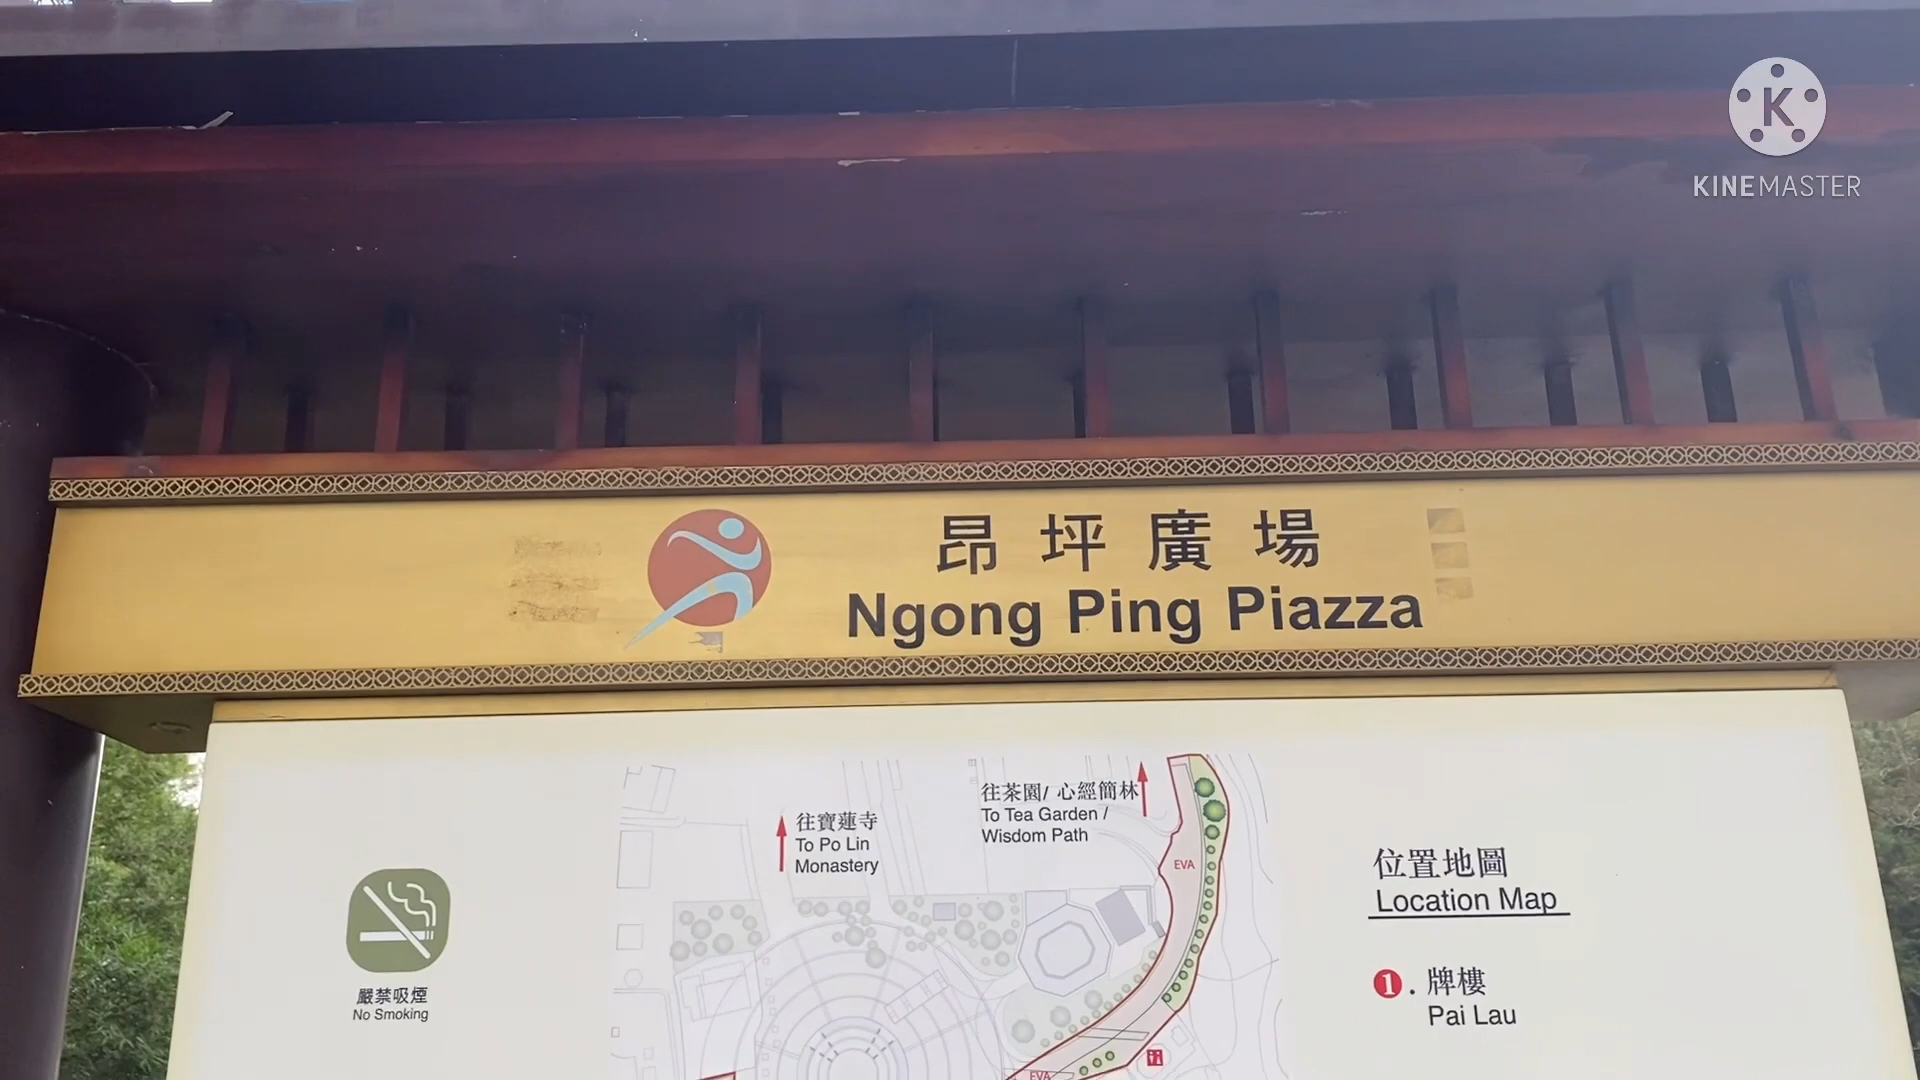 K
KINEMASTER
昂坪廣場
Ngong Ping Piazza
往茶園/ 心經簡林
To Tea Garden /
Wisdom Path
往寶蓮寺
To Po Lin
Monastery
EVA
位置地圖
Location Map
嚴禁吸煙
No Smoking
1. 牌樓
Pai Lau
EVA